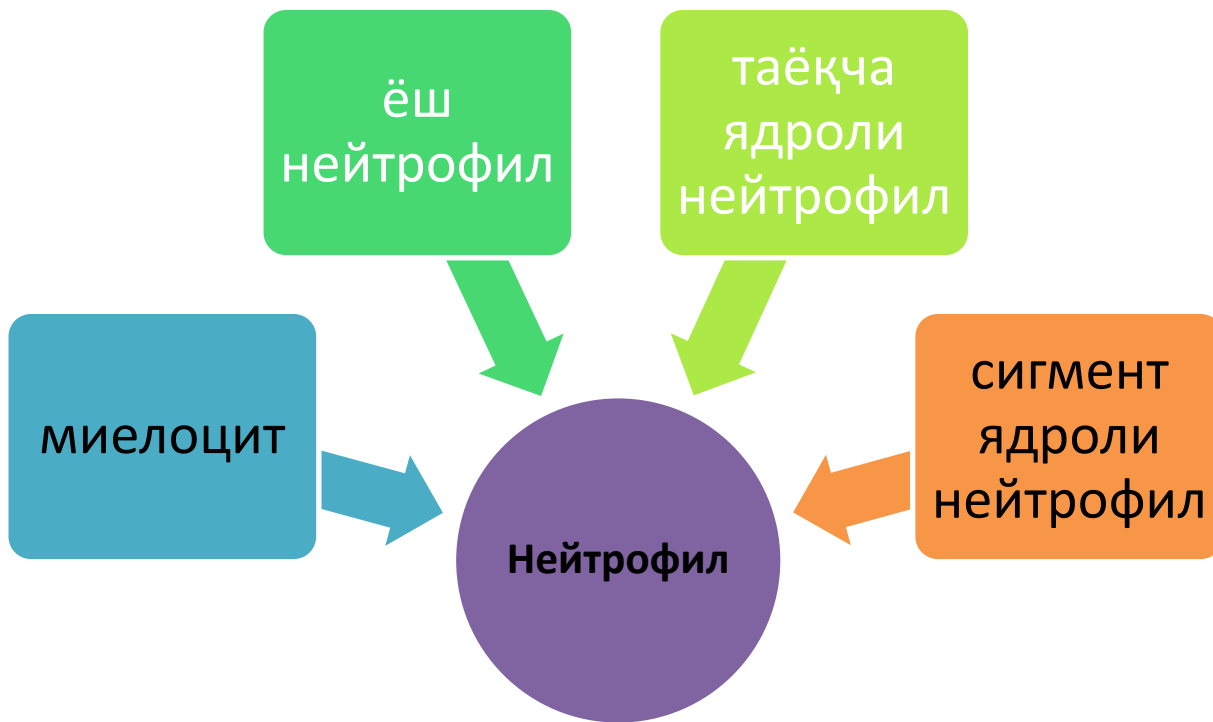 ёш
нейтрофил
таёқча
ядроли
нейтрофил
миелоцит
сигмент
ядроли
нейтрофил
Нейтрофил